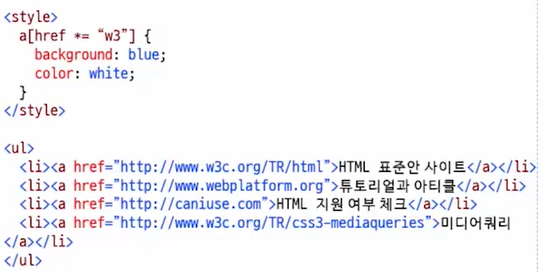 <style>
a[href *= “w3”] {
background: blue;
color: white;
}
</style>
<ul>
<li><a href="http://www.w3c.org/TR/html">HTML 표준안 사이트</a></li>
<li><a href="http://www.webplatform.org">튜토리얼과 아티클</a></li>
<li><a href="http://caniuse.com">HTML 지원 여부 체크</a></li>
<li><a href="http://www.w3c.org/TR/css3-mediaqueries">미디어쿼리
</a></li>
</ul>